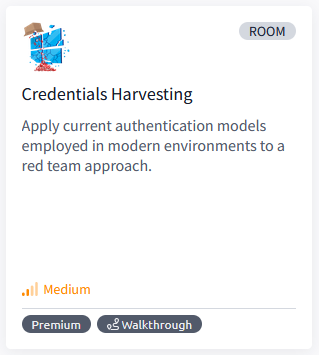 ROOM
Credentials Harvesting
Apply current authentication models
employed in modern environments to a
red team approach.
Medium
Premium
Walkthrough